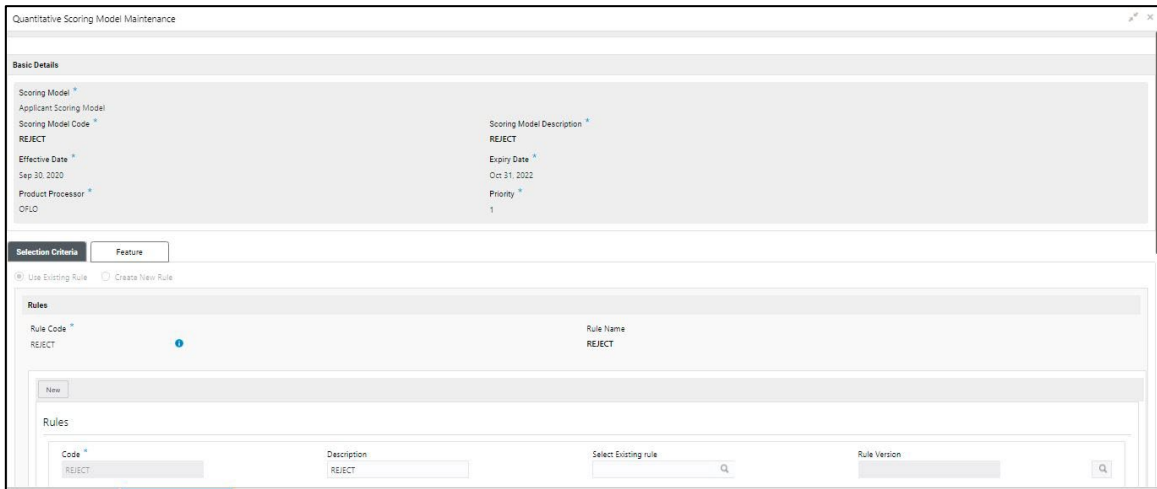 Quantitative Scoring Model Maintenance
Basic Details
Scoring Model *
Applicant Scoring Model
Scoring Model Code * Scoring Model Description *
REJECT REJECT
Effective Date * Expiry Date *
Sep 30, 2020 Oct 31, 2022
Product Processor * Priority *
OFLO 1
Selection Criteria Feature
Use Existing Rule Create New Rule
Rules
Rule Code * Rule Name
REJECT REJECT
New
Rules
Code * Description Select Existing rule Rule Version
REJECT REJECT